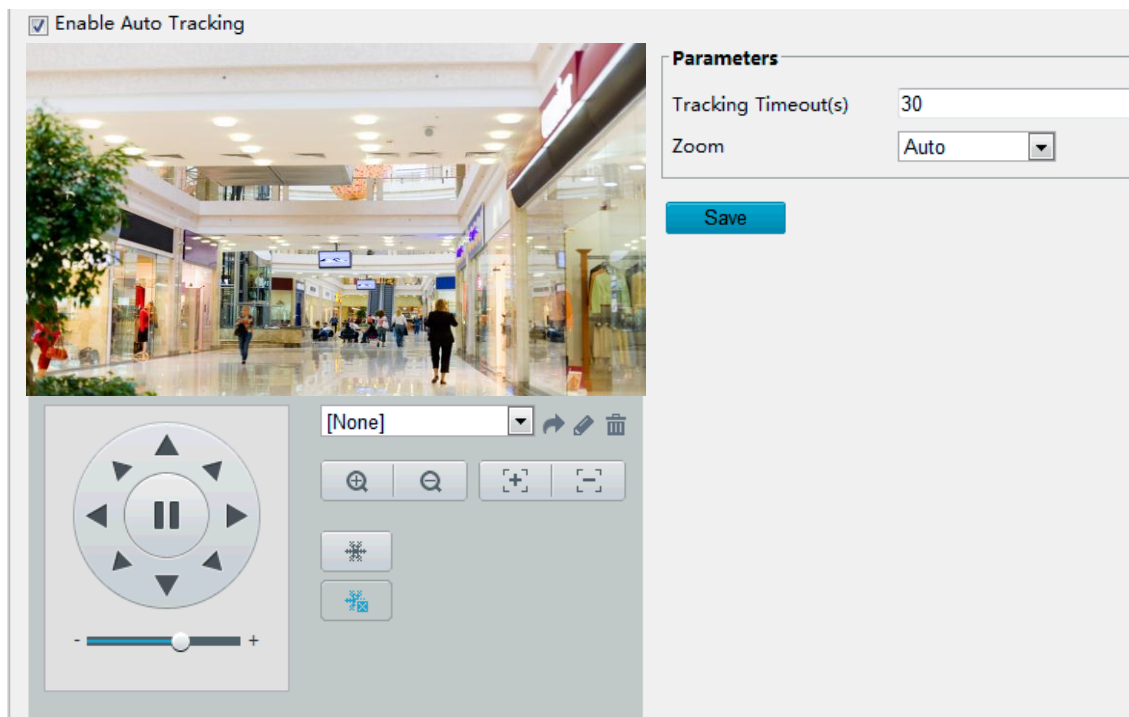 Enable Auto Tracking
Parameters
Tracking Timeout(s) 30
Zoom Auto
Save
[None]
- +